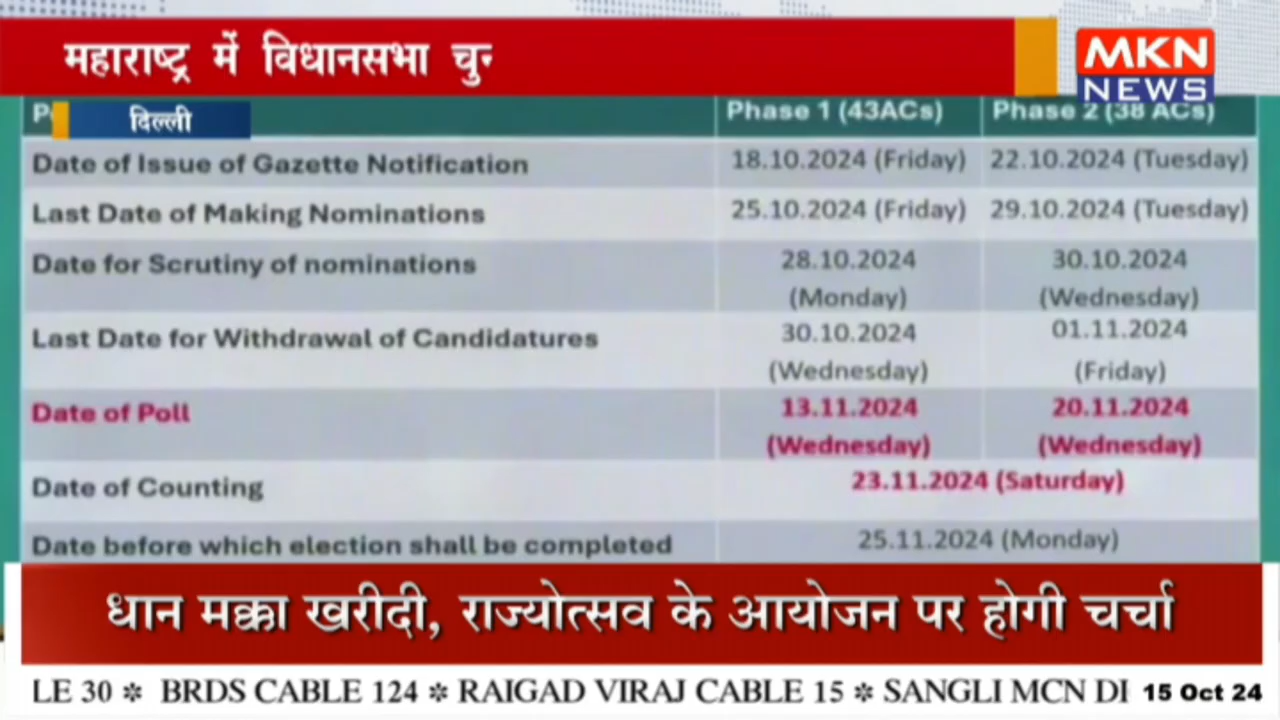 महाराष्ट्र में विधानसभा
MKN
NEWS
दिल्ली
Phase 1 (43ACs) Phase 2 (38 ACs)
Date of Issue of Gazette Notification 18.10.2024 (Friday) 22.10.2024 (Tuesday)
Last Date of Making Nominations 25.10.2024 (Friday) 29.10.2024 (Tuesday)
Date for Scrutiny of nominations 28.10.2024 30.10.2024
(Monday) (Wednesday)
Last Date for Withdrawal of Candidatures 30.10.2024 01.11.2024
(Wednesday) (Friday)
Date of Poll 13.11.2024 20.11.2024
(Wednesday) (Wednesday)
Date of Counting 23.11.2024 (Saturday)
Date before which election shall be completed 25.11.2024 (Monday)
धान मक्का खरीदी, राज्योत्सव के आयोजन पर होगी चर्चा
LE 30 ✲ BRDS CABLE 124 ✲ RAIGAD VIRAJ CABLE 15 ✲ SANGLI MCN DI 15 Oct 24